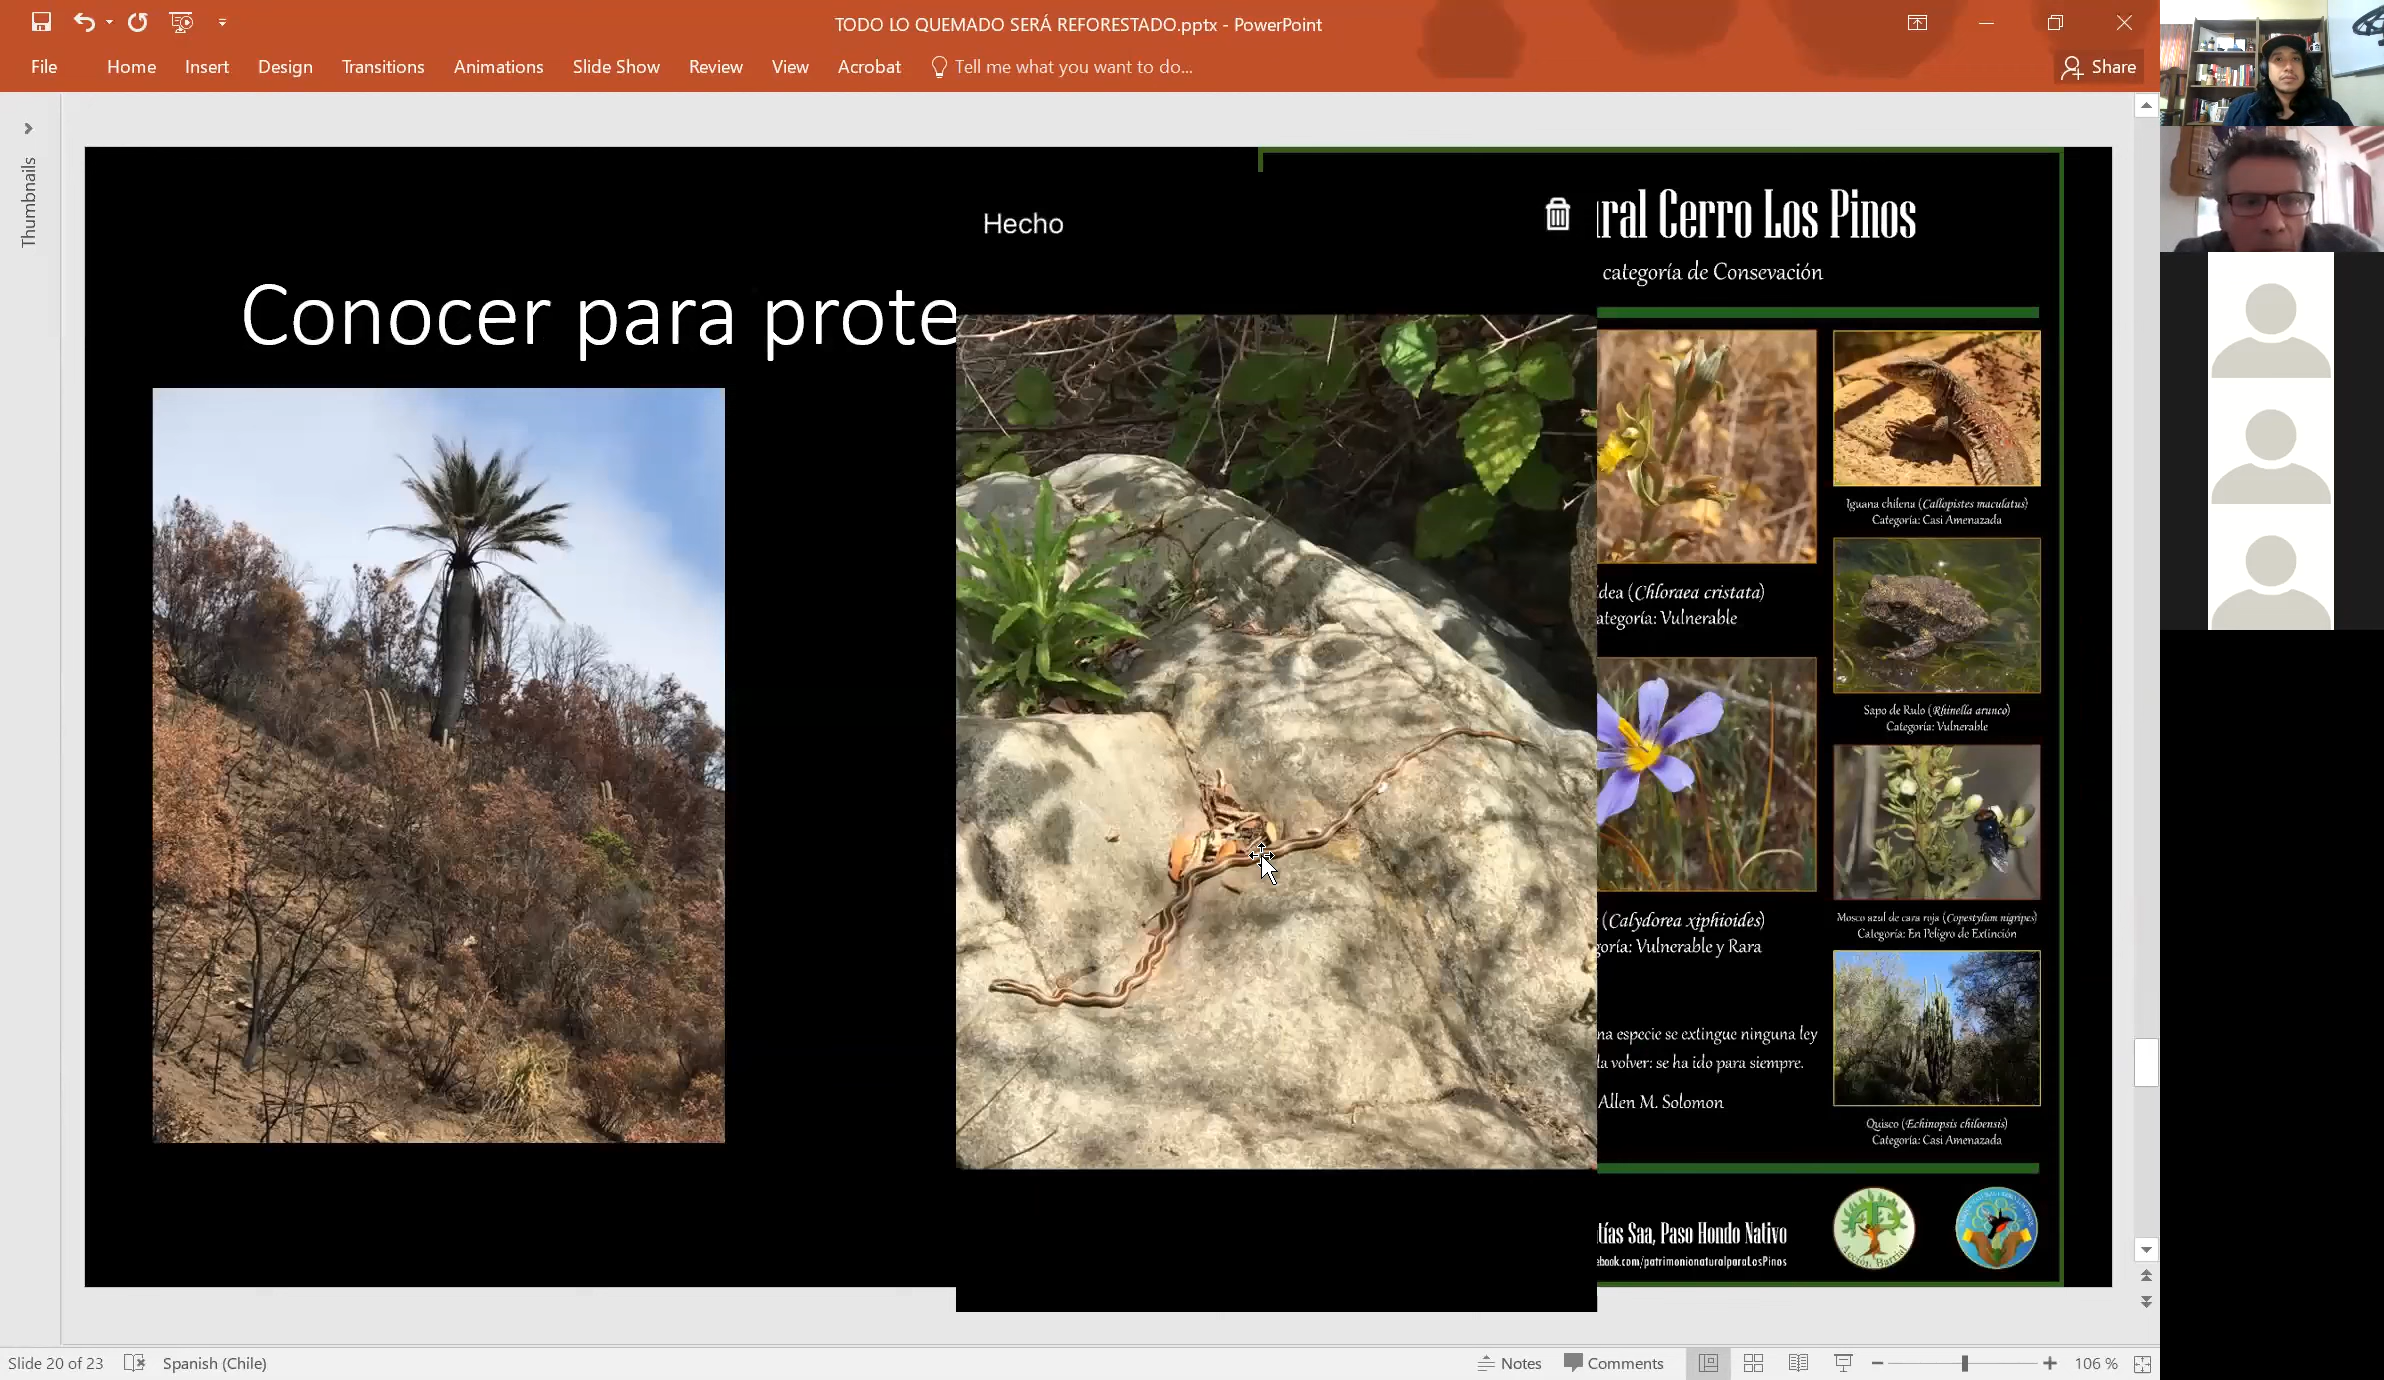 TODO LO QUEMADO SERÁ REFORESTADO.pptx - PowerPoint
File Home Insert Design Transitions Animations Slide Show Review View Acrobat Tell me what you want to do... Share
Thumbnails
Hecho
ral Cerro Los Pinos
categoría de Consevación
Conocer para prote
Iguana chilena (Callopistes maculatus)
Categoría: Casi Amenazada
dea (Chloraea cristata)
ategoría: Vulnerable
Sapo de Rulo (Rhinella arunco)
Categoría: Vulnerable
(Calydorea xiphioides)
goría: Vulnerable y Rara
Mosco azul de cara roja (Copestylum nigripes)
Categoría: En Peligro de Extinción
na especie se extingue ninguna ley
la volver: se ha ido para siempre.
Allen M. Solomon
Quisco (Echinopsis chiloensis)
Categoría: Casi Amenazada
tías Saa, Paso Hondo Nativo
ebook.com/patrimonionaturalparaLosPinos
Acción Barrial
Slide 20 of 23 Spanish (Chile) Notes Comments 106 %